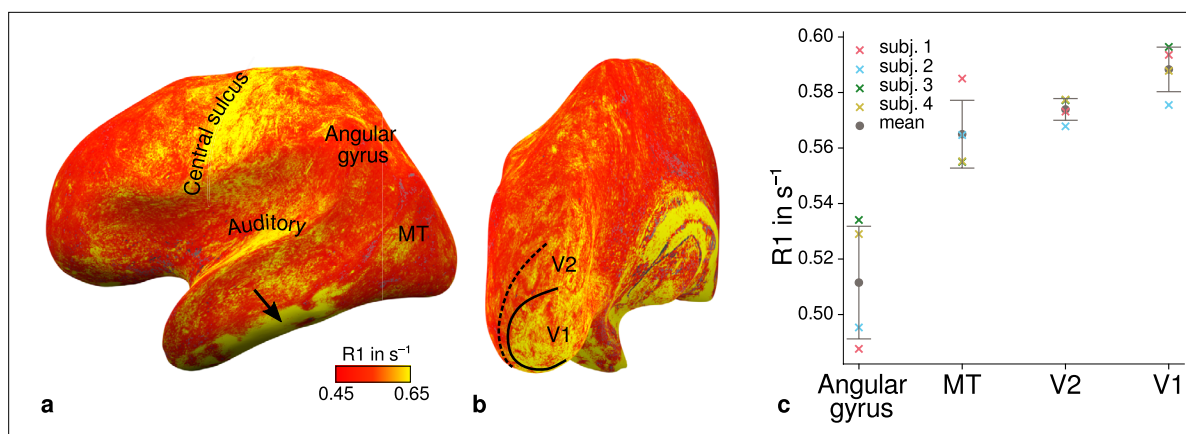 Central sulcus
Angular
gyrus
Auditory
MT
R1 in s⁻¹
0.45 0.65
a
V2
V1
b
0.60
0.58
0.56
0.54
0.52
0.50
R1 in s⁻¹
subj. 1
subj. 2
subj. 3
subj. 4
mean
Angular
gyrus
MT
V2
V1
c